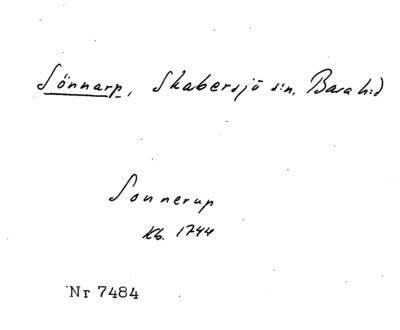 Sönnarp, Skabersjö s:n, Bara h:d
Sonnerup
Kb. 1744
Nr 7484